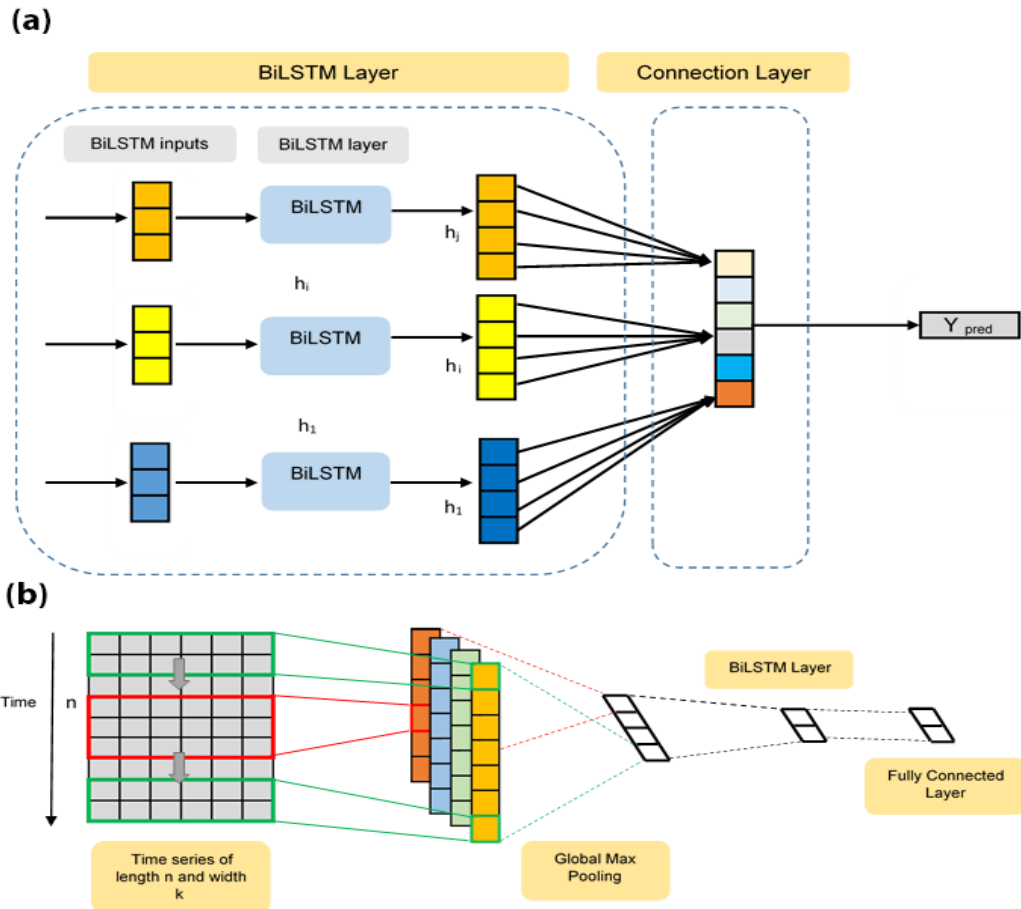 (a)
BiLSTM Layer
Connection Layer
BiLSTM inputs
BiLSTM layer
BiLSTM
hj
hi
BiLSTM
hi
h1
BiLSTM
h1
Y pred
(b)
Time
n
BiLSTM Layer
Fully Connected
Layer
Time series of
length n and width
k
Global Max
Pooling